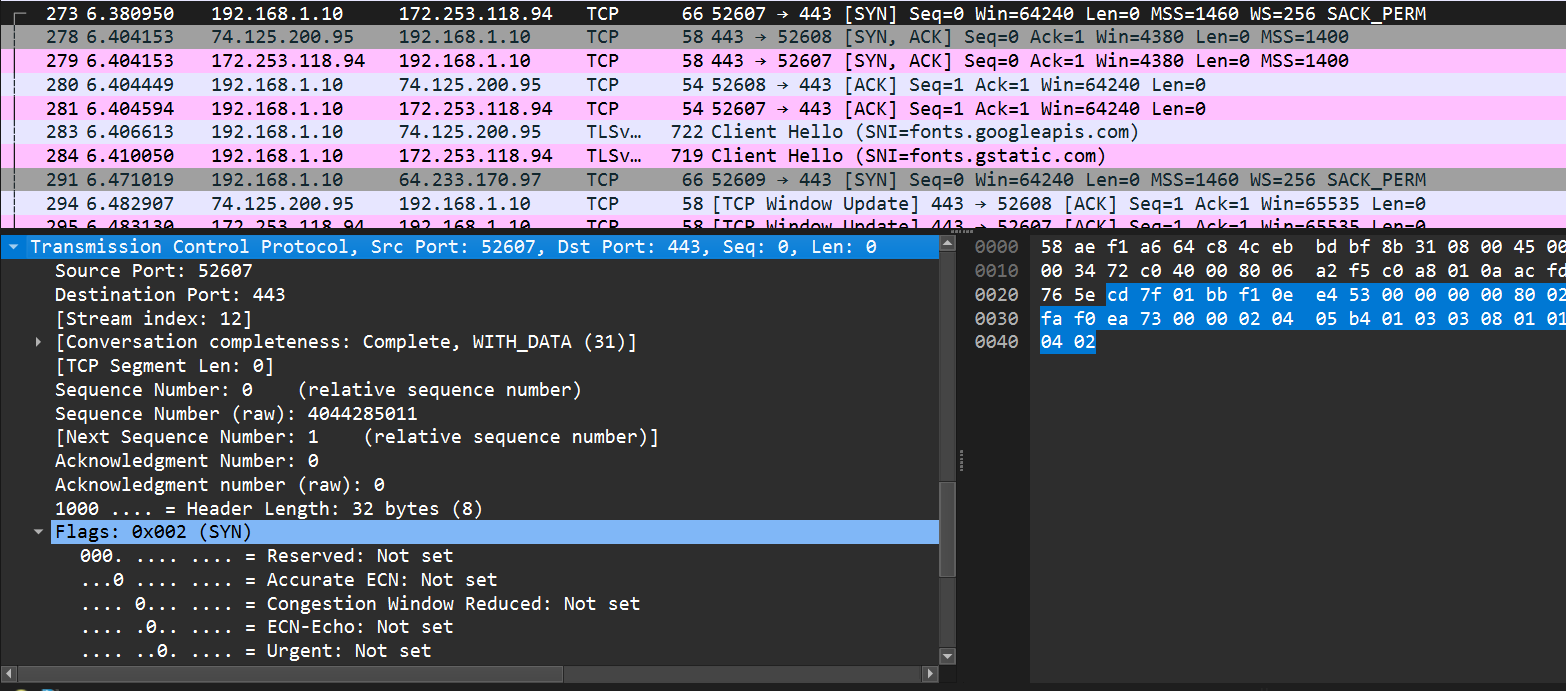 273 6.380950 192.168.1.10 172.253.118.94 TCP 66 52607 → 443 [SYN] Seq=0 Win=64240 Len=0 MSS=1460 WS=256 SACK_PERM
278 6.404153 74.125.200.95 192.168.1.10 TCP 58 443 → 52608 [SYN, ACK] Seq=0 Ack=1 Win=4380 Len=0 MSS=1400
279 6.404153 172.253.118.94 192.168.1.10 TCP 58 443 → 52607 [SYN, ACK] Seq=0 Ack=1 Win=4380 Len=0 MSS=1400
280 6.404449 192.168.1.10 74.125.200.95 TCP 54 52608 → 443 [ACK] Seq=1 Ack=1 Win=64240 Len=0
281 6.404594 192.168.1.10 172.253.118.94 TCP 54 52607 → 443 [ACK] Seq=1 Ack=1 Win=64240 Len=0
283 6.406613 192.168.1.10 74.125.200.95 TLSv… 722 Client Hello (SNI=fonts.googleapis.com)
284 6.410050 192.168.1.10 172.253.118.94 TLSv… 719 Client Hello (SNI=fonts.gstatic.com)
291 6.471019 192.168.1.10 64.233.170.97 TCP 66 52609 → 443 [SYN] Seq=0 Win=64240 Len=0 MSS=1460 WS=256 SACK_PERM
294 6.482907 74.125.200.95 192.168.1.10 TCP 58 [TCP Window Update] 443 → 52608 [ACK] Seq=1 Ack=1 Win=65535 Len=0
295 6.483130 172.253.118.94 192.168.1.10 TCP 58 [TCP Window Update] 443 → 52607 [ACK] Seq=1 Ack=1 Win=65535 Len=0
Transmission Control Protocol, Src Port: 52607, Dst Port: 443, Seq: 0, Len: 0
Source Port: 52607
Destination Port: 443
[Stream index: 12]
[Conversation completeness: Complete, WITH_DATA (31)]
[TCP Segment Len: 0]
Sequence Number: 0    (relative sequence number)
Sequence Number (raw): 4044285011
[Next Sequence Number: 1    (relative sequence number)]
Acknowledgment Number: 0
Acknowledgment number (raw): 0
1000 .... = Header Length: 32 bytes (8)
Flags: 0x002 (SYN)
000. .... .... = Reserved: Not set
...0 .... .... = Accurate ECN: Not set
.... 0... .... = Congestion Window Reduced: Not set
.... .0.. .... = ECN-Echo: Not set
.... ..0. .... = Urgent: Not set
0000 58 ae f1 a6 64 c8 4c eb bd bf 8b 31 08 00 45 00
0010 00 34 72 c0 40 00 80 06 a2 f5 c0 a8 01 0a ac fd
0020 76 5e cd 7f 01 bb f1 0e e4 53 00 00 00 00 80 02
0030 fa f0 ea 73 00 00 02 04 05 b4 01 03 03 08 01 01
0040 04 02